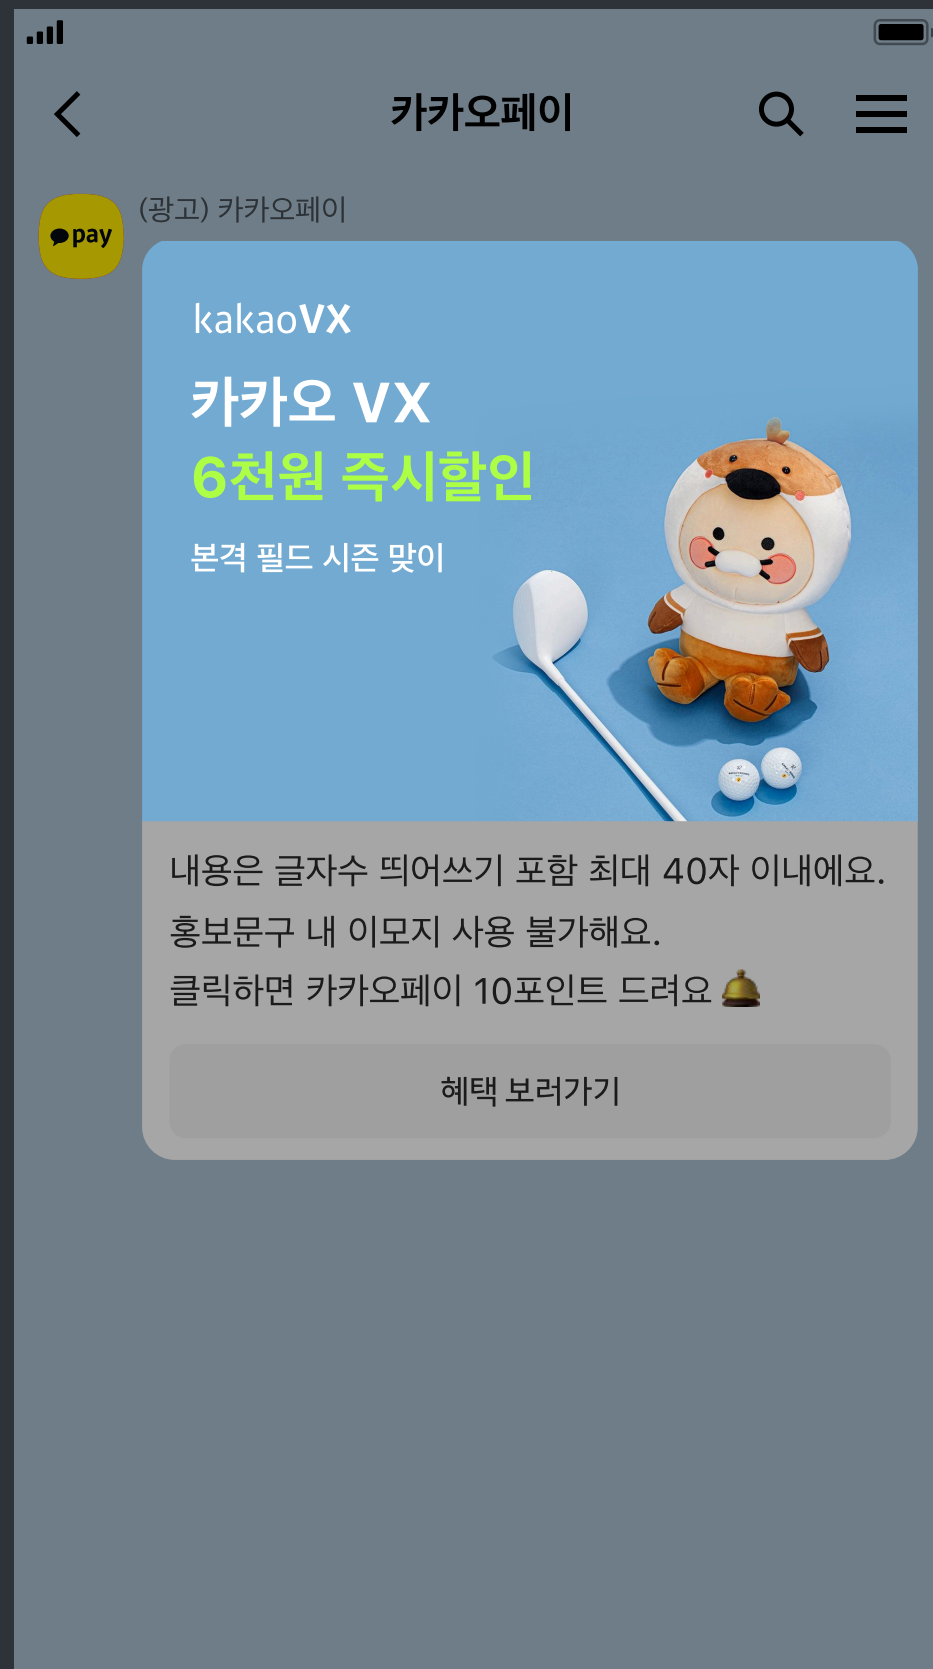 카카오페이
pay
(광고) 카카오페이
kakaoVX
카카오 VX
6천원 즉시할인
본격 필드 시즌 맞이
내용은 글자수 띄어쓰기 포함 최대 40자 이내에요.
홍보문구 내 이모지 사용 불가해요.
클릭하면 카카오페이 10포인트 드려요
혜택 보러가기